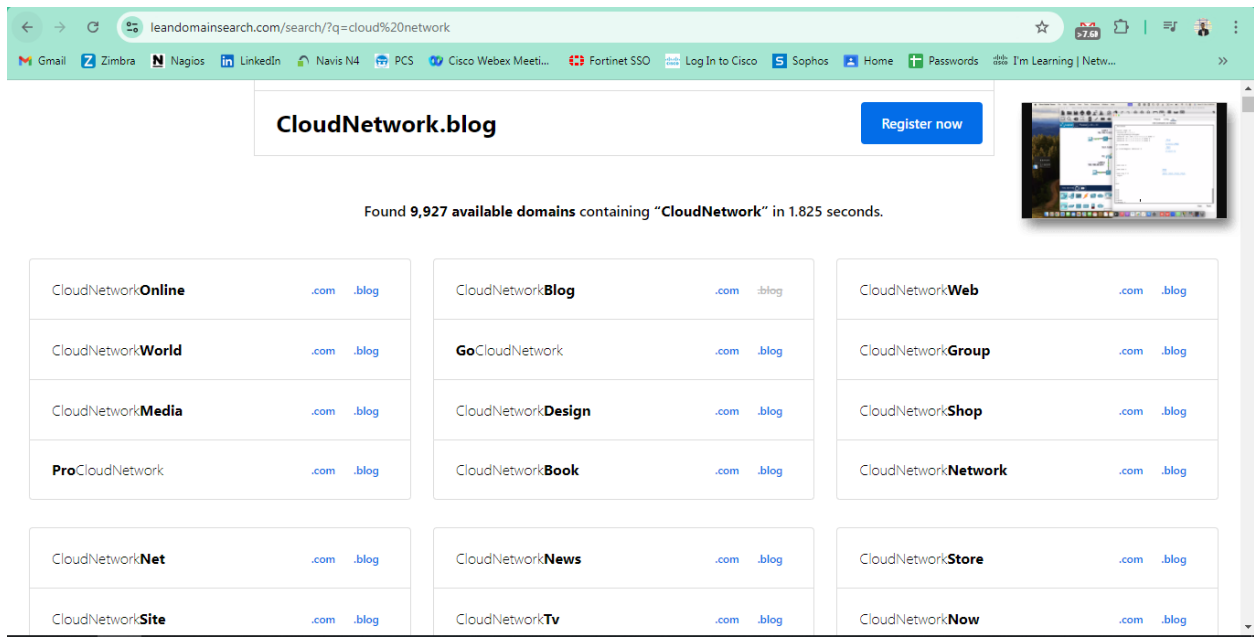 leandomainsearch.com/search/?q=cloud%20network
>7.6k
Gmail Zimbra Nagios LinkedIn Navis N4 PCS Cisco Webex Meeti... Fortinet SSO Log In to Cisco Sophos Home Passwords I'm Learning | Netw... »
CloudNetwork.blog Register now
Found 9,927 available domains containing “CloudNetwork” in 1.825 seconds.
CloudNetworkOnline .com .blog CloudNetworkBlog .com .blog CloudNetworkWeb .com .blog
CloudNetworkWorld .com .blog GoCloudNetwork .com .blog CloudNetworkGroup .com .blog
CloudNetworkMedia .com .blog CloudNetworkDesign .com .blog CloudNetworkShop .com .blog
ProCloudNetwork .com .blog CloudNetworkBook .com .blog CloudNetworkNetwork .com .blog
CloudNetworkNet .com .blog CloudNetworkNews .com .blog CloudNetworkStore .com .blog
CloudNetworkSite .com .blog CloudNetworkTv .com .blog CloudNetworkNow .com .blog